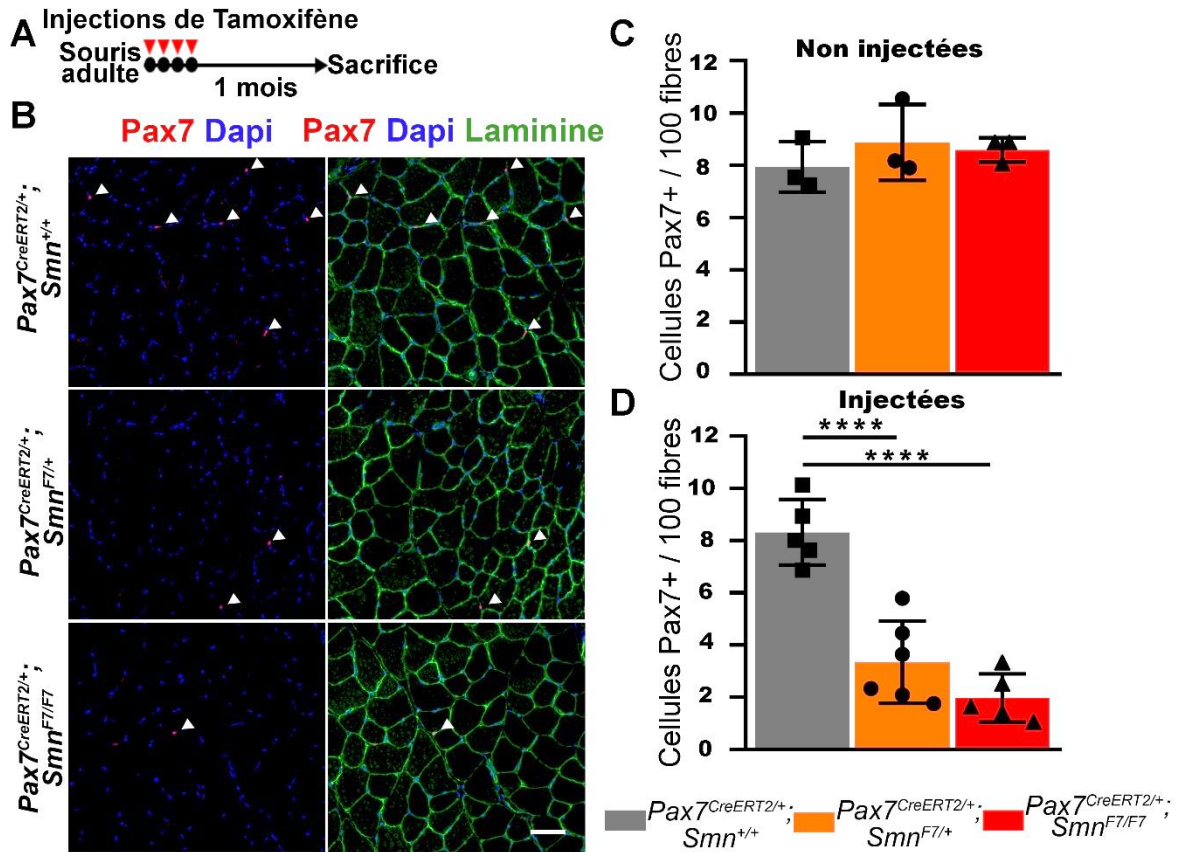 A
Injections de Tamoxifène
Souris
adulte
Sacrifice
1 mois
B
Pax7 Dapi
Pax7 Dapi Laminine
Pax7CreERT2/+;
Smn+/+
Pax7CreERT2/+;
SmnF7/+
Pax7CreERT2/+;
SmnF7/F7
C
Non injectées
Cellules Pax7+ / 100 fibres
12
10
8
6
4
2
0
D
Injectées
****
****
Cellules Pax7+ / 100 fibres
12
10
8
6
4
2
0
Pax7CreERT2/+;
Smn+/+
Pax7CreERT2/+;
SmnF7/+
Pax7CreERT2/+;
SmnF7/F7